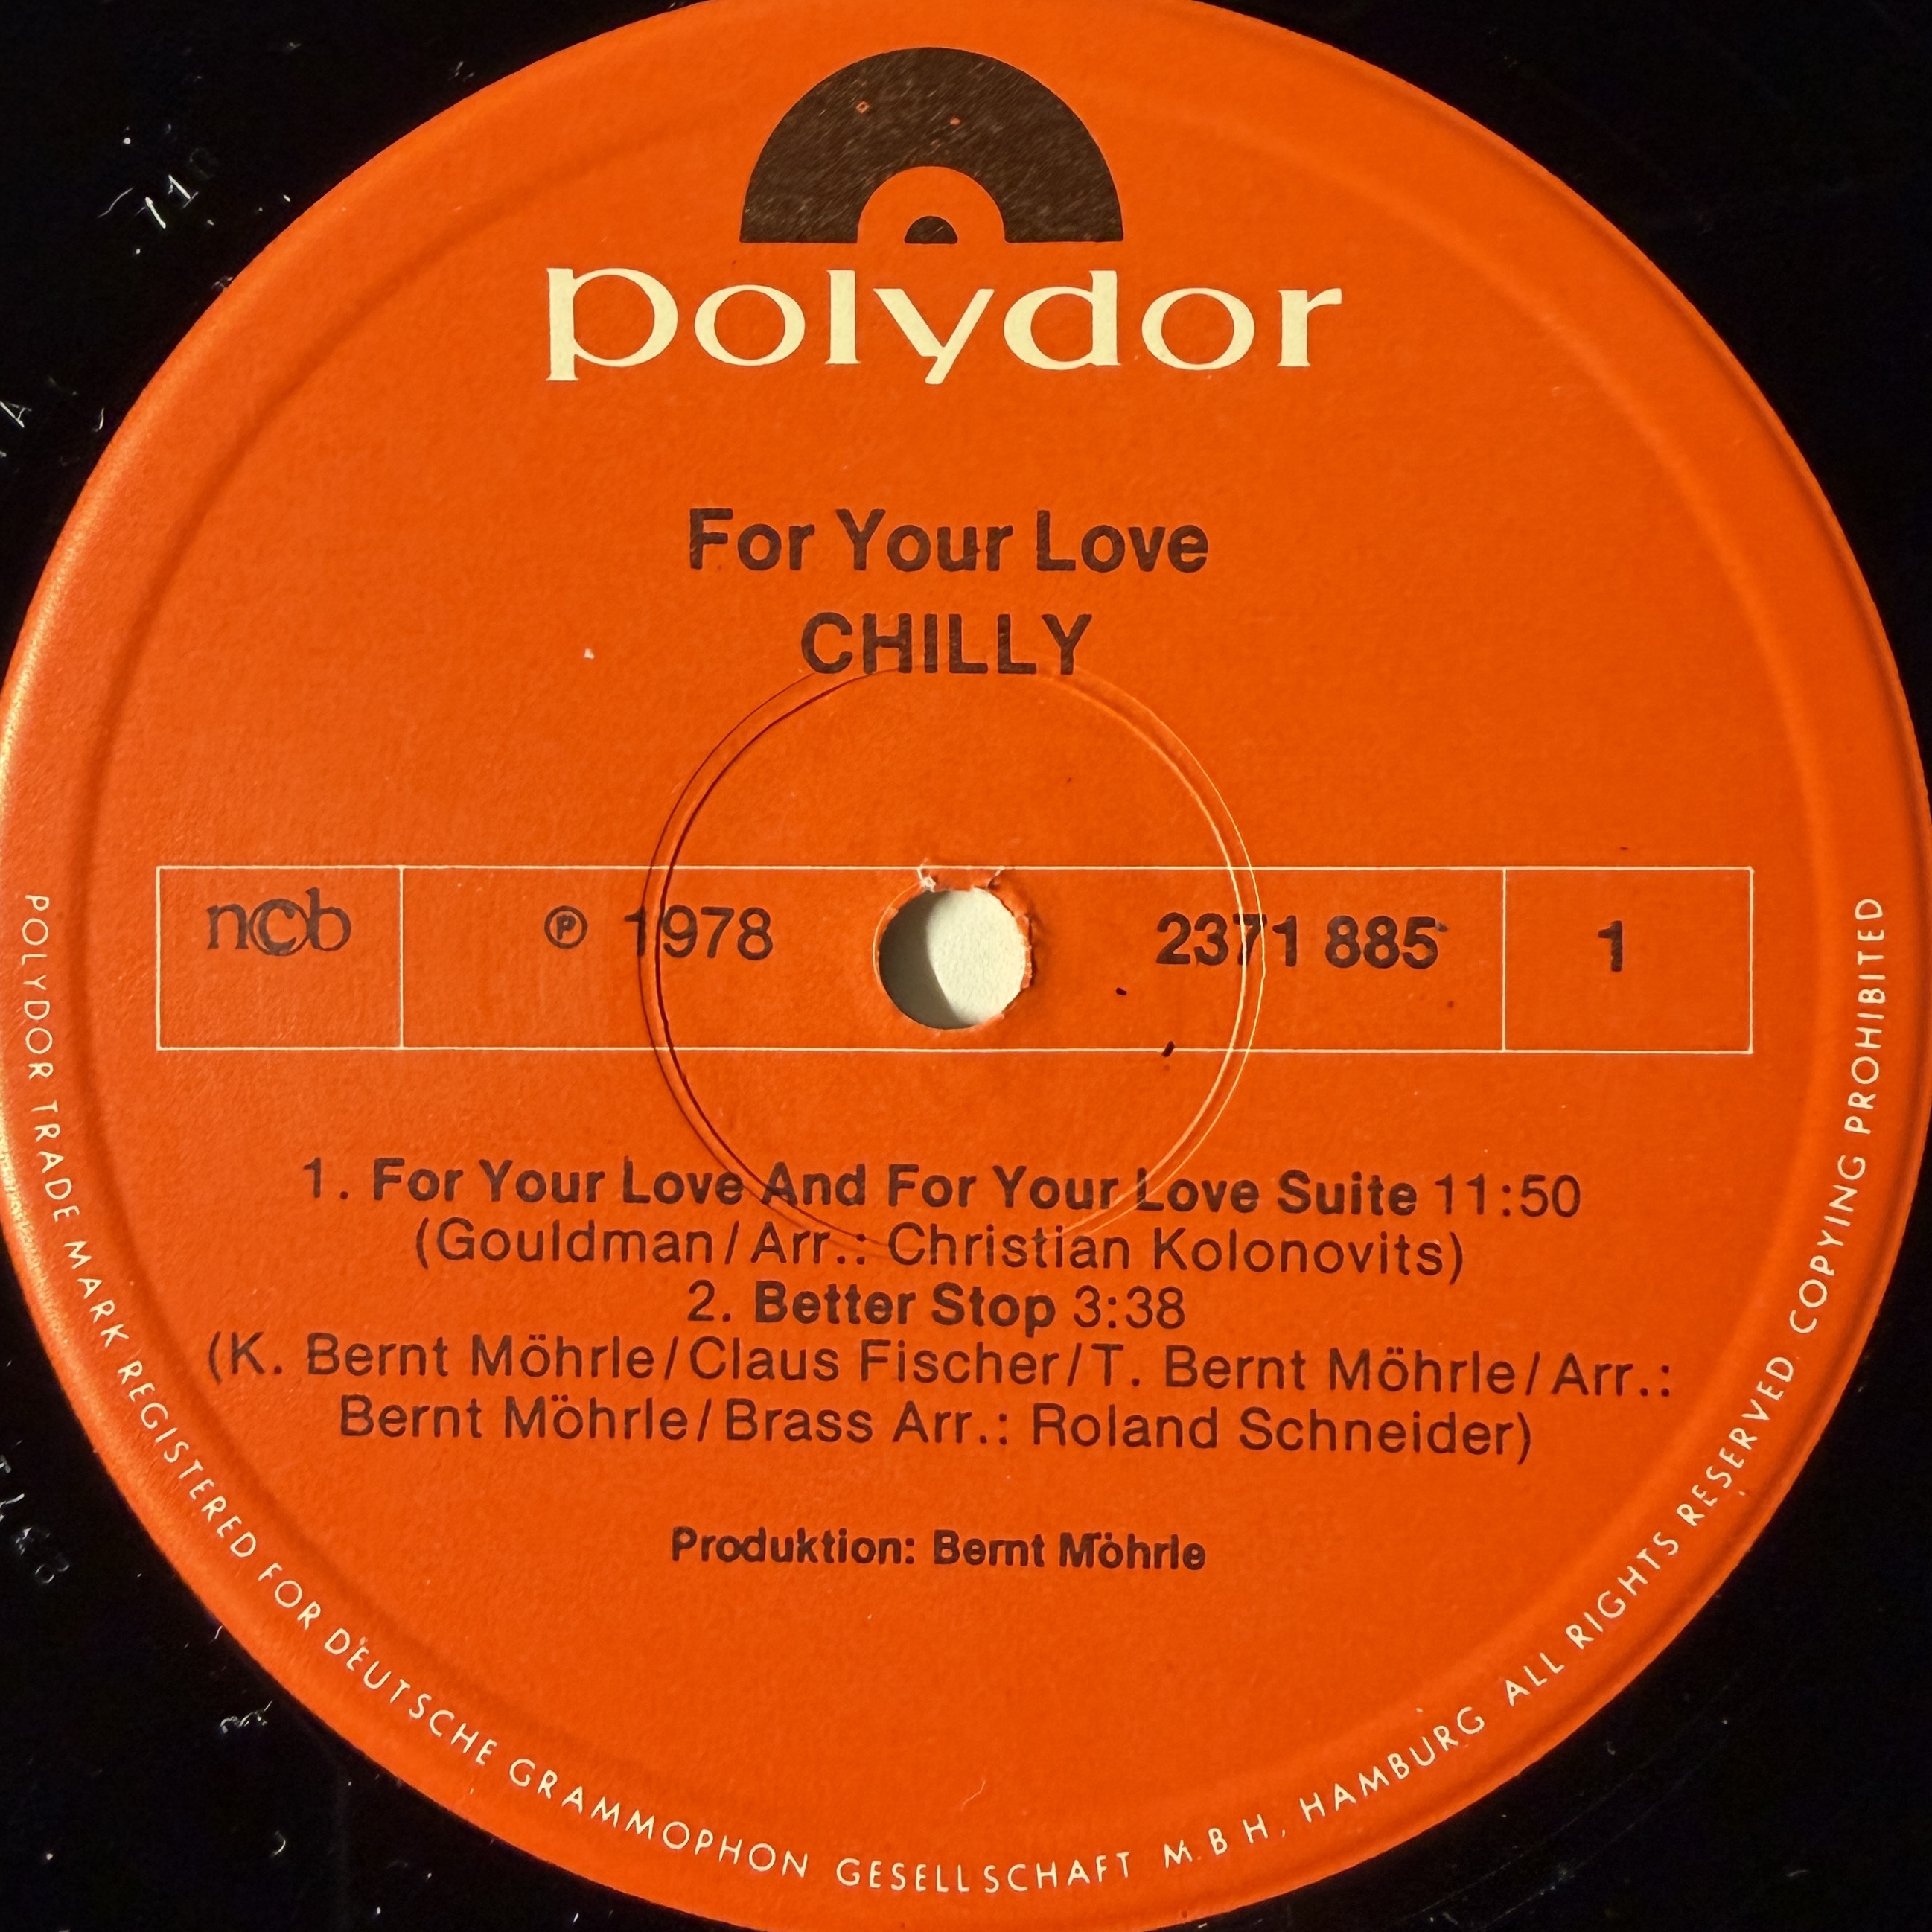 polydor
For Your Love
CHILLY
ncb
℗ 1978
2371 885
1
1. For Your Love And For Your Love Suite 11:50
(Gouldman/Arr.: Christian Kolonovits)
2. Better Stop 3:38
(K. Bernt Möhrle/Claus Fischer/T. Bernt Möhrle/Arr.:
Bernt Möhrle/Brass Arr.: Roland Schneider)
Produktion: Bernt Möhrle
POLYDOR TRADE MARK REGISTERED FOR DEUTSCHE GRAMMOPHON GESELLSCHAFT M.B H, HAMBURG ALL RIGHTS RESERVED COPYING PROHIBITED